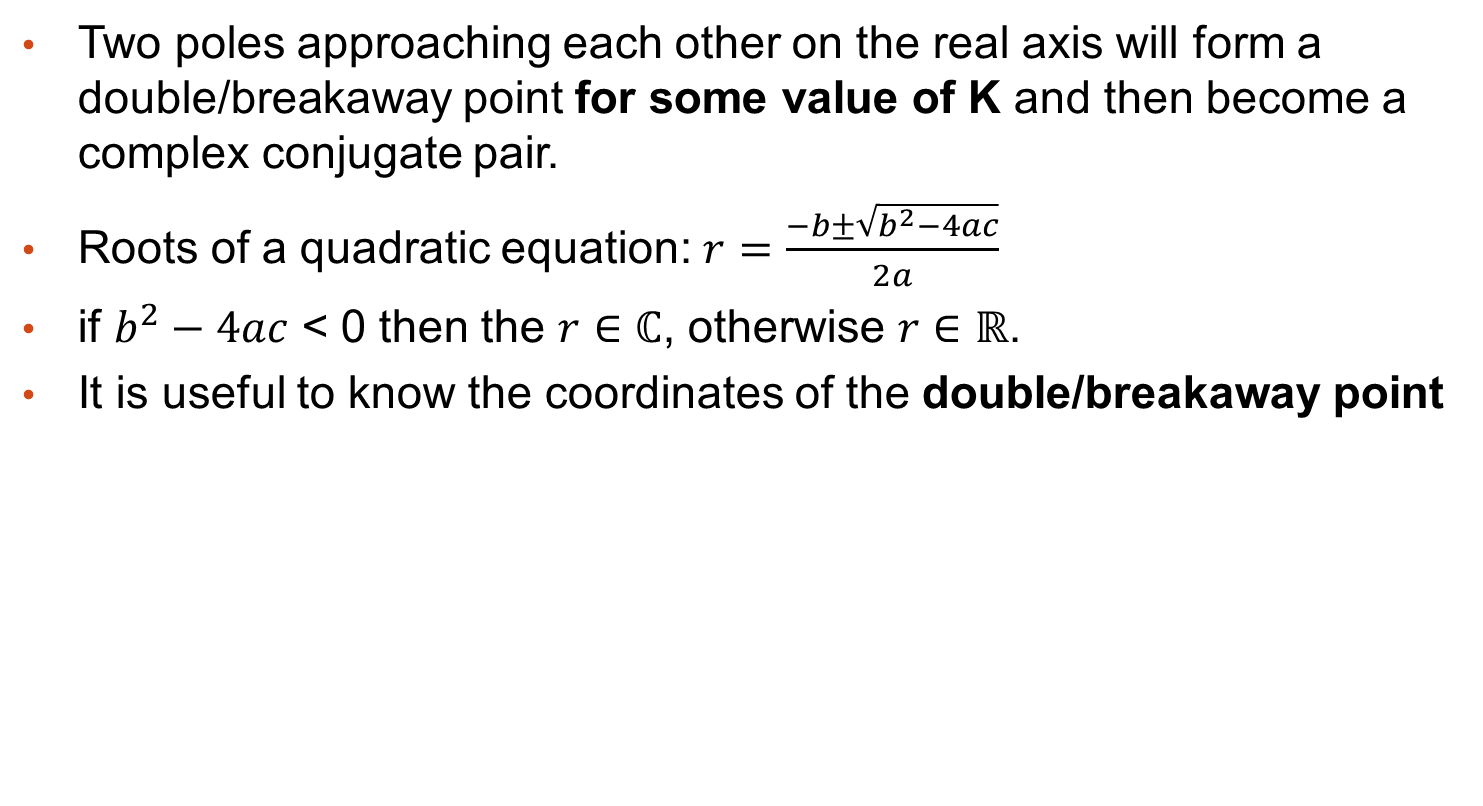 • Two poles approaching each other on the real axis will form a
double/breakaway point for some value of K and then become a
complex conjugate pair.
• Roots of a quadratic equation: r = (−b±√(b²−4ac))/(2a)
• if b² − 4ac < 0 then the r ∈ ℂ, otherwise r ∈ ℝ.
• It is useful to know the coordinates of the double/breakaway point